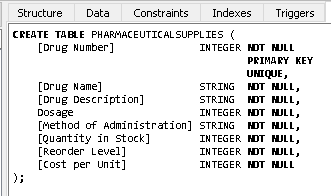 Structure Data Constraints Indexes Triggers
CREATE TABLE PHARMACEUTICALSUPPLIES (
[Drug Number] INTEGER NOT NULL
PRIMARY KEY
UNIQUE,
[Drug Name] STRING NOT NULL,
[Drug Description] STRING NOT NULL,
Dosage INTEGER NOT NULL,
[Method of Administration] STRING NOT NULL,
[Quantity in Stock] INTEGER NOT NULL,
[Reorder Level] INTEGER NOT NULL,
[Cost per Unit] INTEGER NOT NULL
);